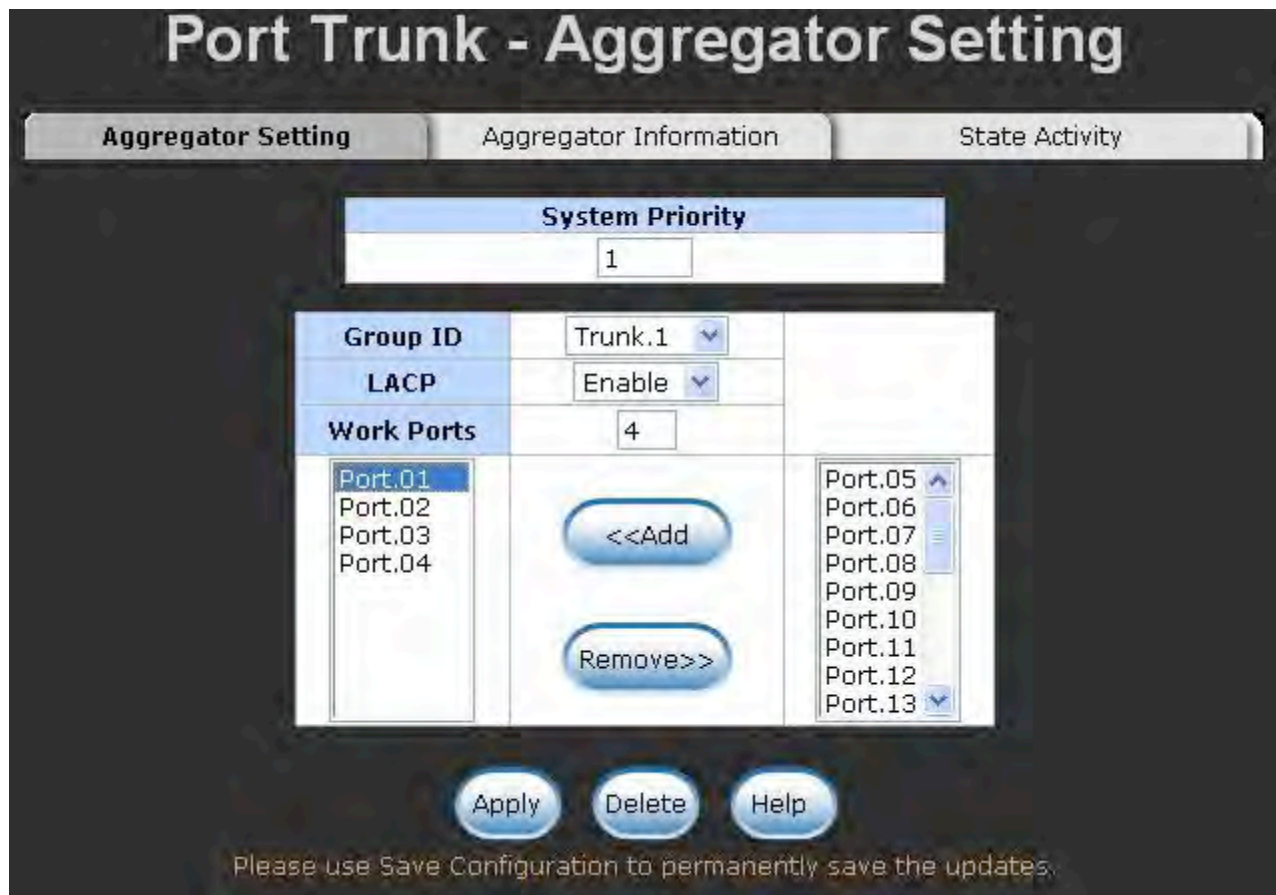 Port Trunk - Aggregator Setting
Aggregator Setting
Aggregator Information
State Activity
System Priority
1
Group ID
Trunk.1
LACP
Enable
Work Ports
4
Port.01
Port.02
Port.03
Port.04
<<Add
Remove>>
Port.05
Port.06
Port.07
Port.08
Port.09
Port.10
Port.11
Port.12
Port.13
Apply
Delete
Help
Please use Save Configuration to permanently save the updates.